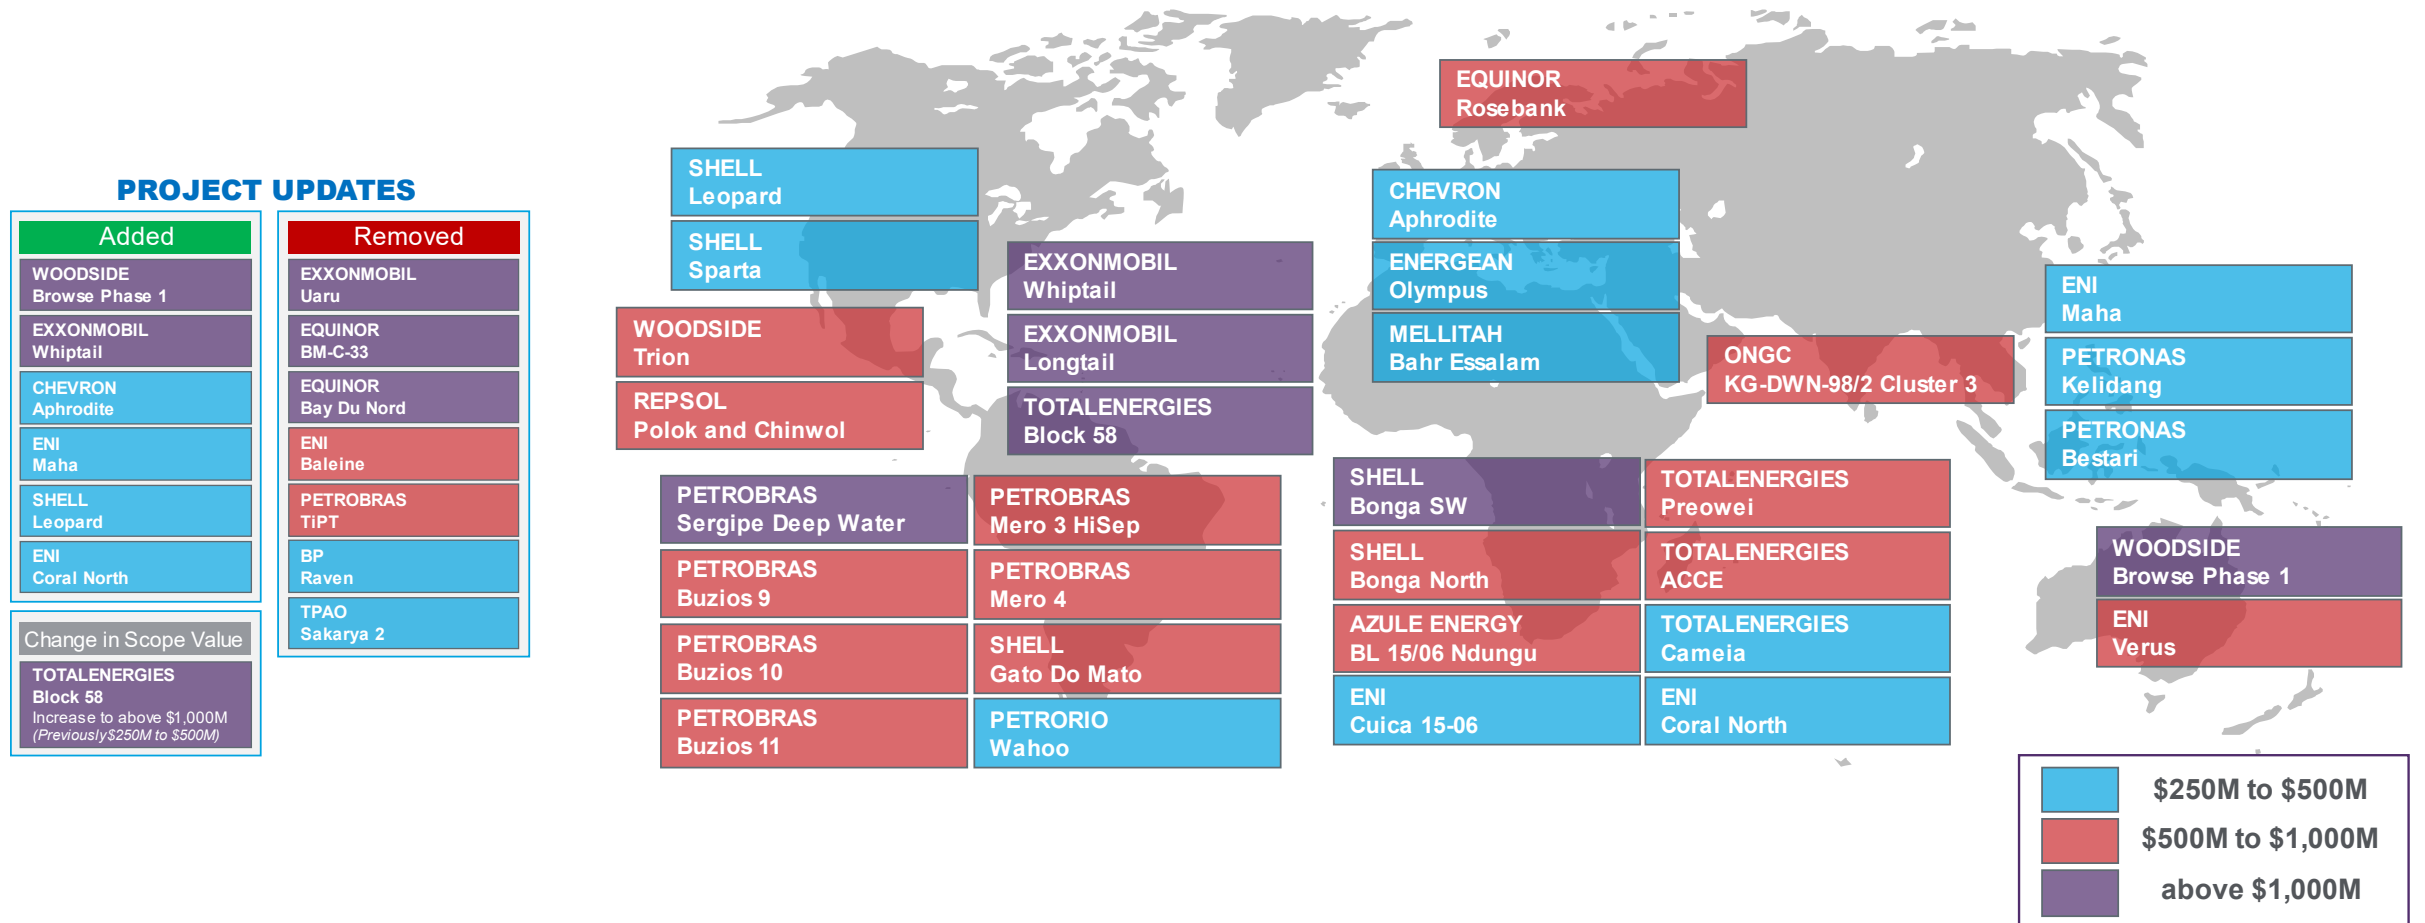 PROJECT UPDATES
Added
WOODSIDE
Browse Phase 1
EXXONMOBIL
Whiptail
CHEVRON
Aphrodite
ENI
Maha
SHELL
Leopard
ENI
Coral North
Change in Scope Value
TOTALENERGIES
Block 58
Increase to above $1,000M
(Previously$250M to $500M)
Removed
EXXONMOBIL
Uaru
EQUINOR
BM-C-33
EQUINOR
Bay Du Nord
ENI
Baleine
PETROBRAS
TiPT
BP
Raven
TPAO
Sakarya 2
SHELL
Leopard
SHELL
Sparta
WOODSIDE
Trion
REPSOL
Polok and Chinwol
EXXONMOBIL
Whiptail
EXXONMOBIL
Longtail
TOTALENERGIES
Block 58
PETROBRAS
Sergipe Deep Water
PETROBRAS
Buzios 9
PETROBRAS
Buzios 10
PETROBRAS
Buzios 11
PETROBRAS
Mero 3 HiSep
PETROBRAS
Mero 4
SHELL
Gato Do Mato
PETRORIO
Wahoo
EQUINOR
Rosebank
CHEVRON
Aphrodite
ENERGEAN
Olympus
MELLITAH
Bahr Essalam
SHELL
Bonga SW
SHELL
Bonga North
AZULE ENERGY
BL 15/06 Ndungu
ENI
Cuica 15-06
TOTALENERGIES
Preowei
TOTALENERGIES
ACCE
TOTALENERGIES
Cameia
ENI
Coral North
ONGC
KG-DWN-98/2 Cluster 3
ENI
Maha
PETRONAS
Kelidang
PETRONAS
Bestari
WOODSIDE
Browse Phase 1
ENI
Verus
$250M to $500M
$500M to $1,000M
above $1,000M